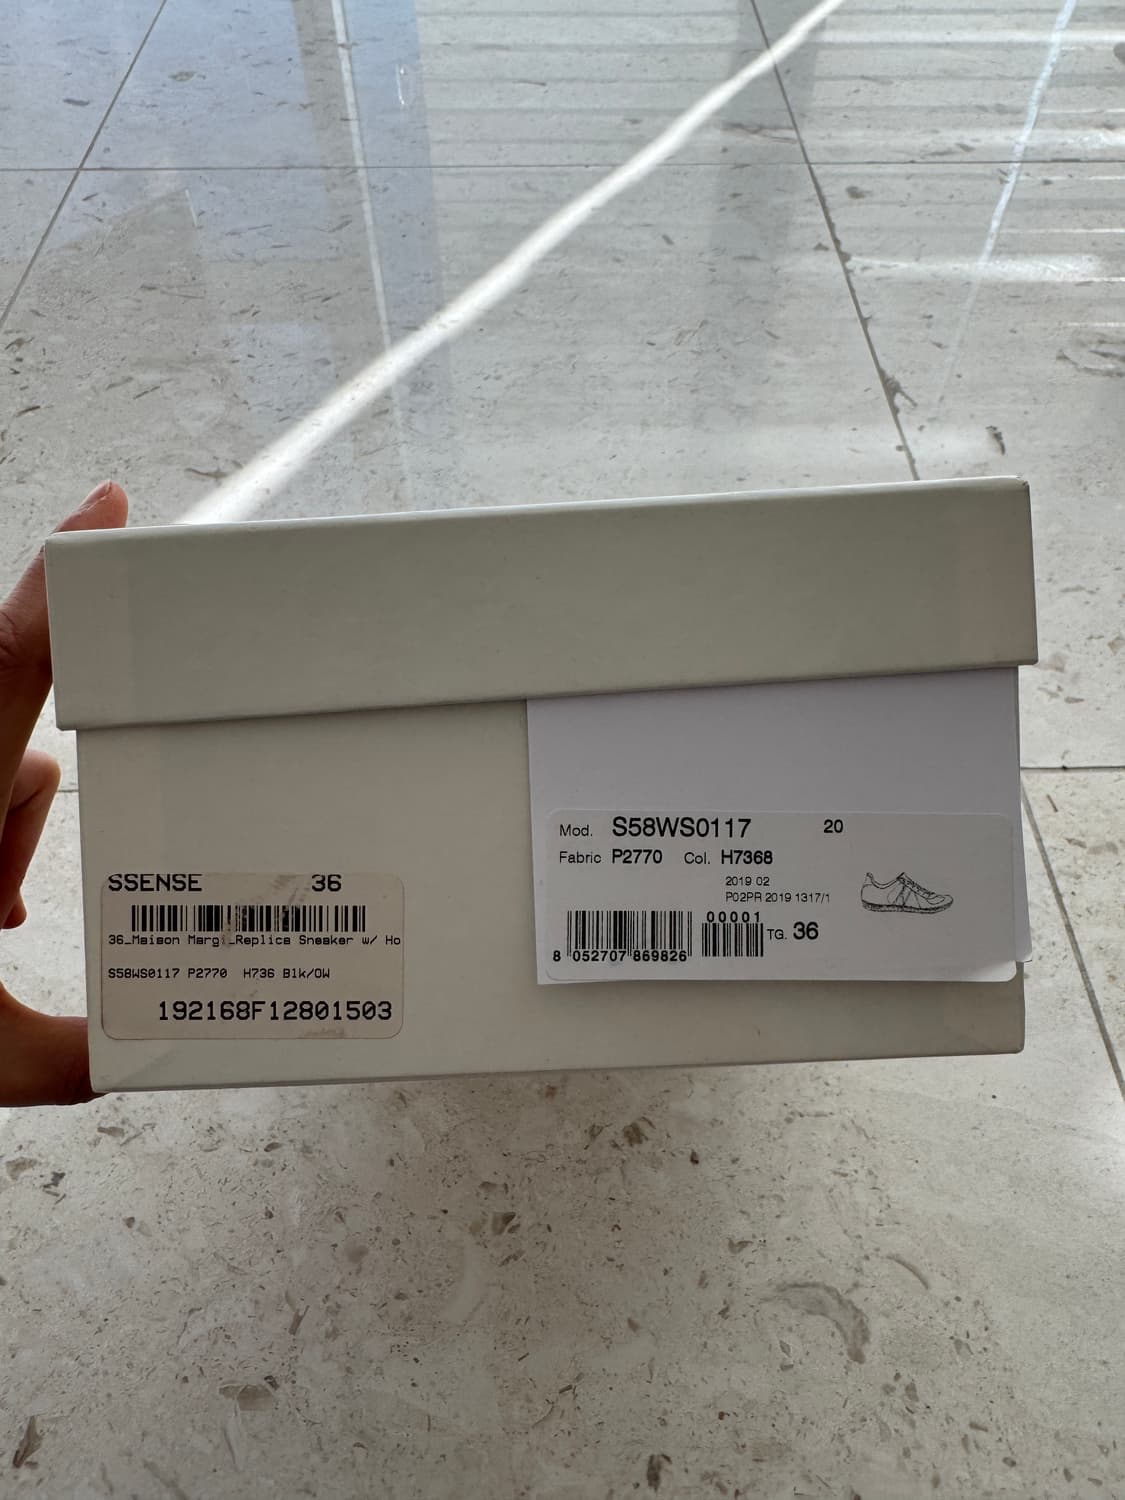 SSENSE 36
36_Maison Margi_Replica Sneaker w/ Ho
S58WS0117 P2770 H736 Blk/OW
192168F12801503
Mod. S58WS0117 20
Fabric P2770 Col. H7368
2019 02
P02PR 2019 1317/1
00001
TG. 36
8 052707 869826